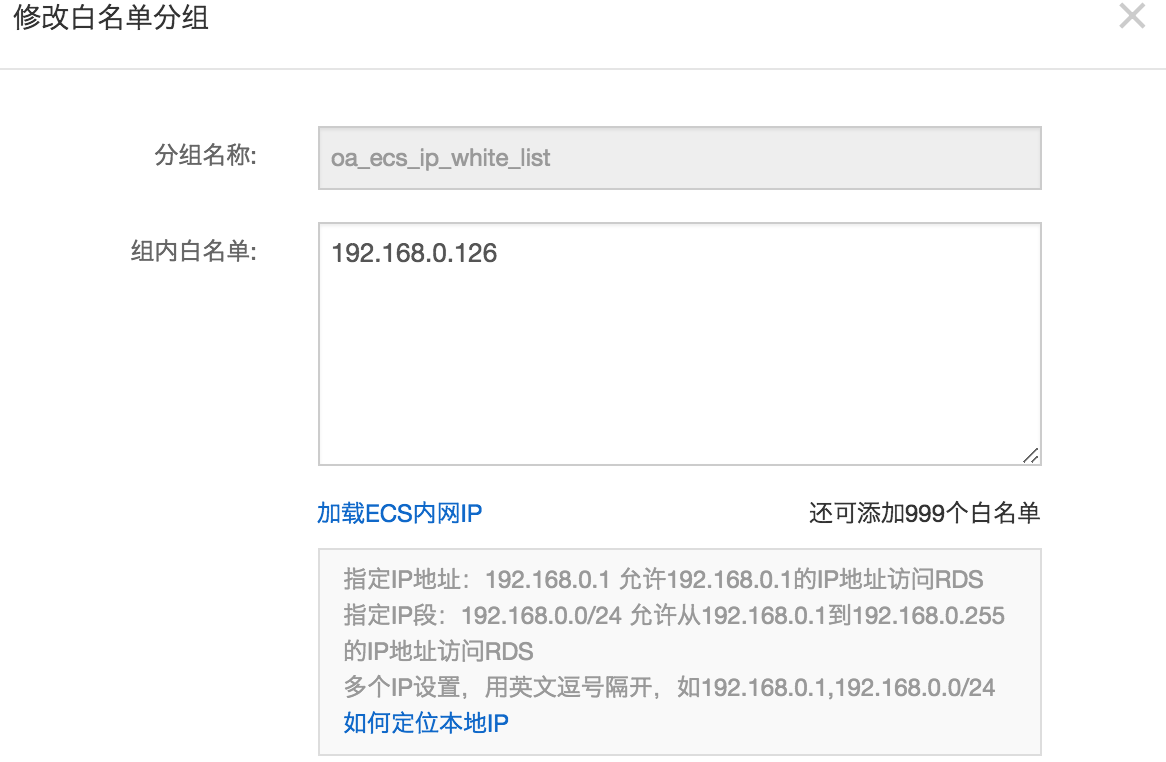 修改白名单分组
分组名称:
oa_ecs_ip_white_list
组内白名单:
192.168.0.126
加载ECS内网IP
还可添加999个白名单
指定IP地址：192.168.0.1 允许192.168.0.1的IP地址访问RDS
指定IP段：192.168.0.0/24 允许从192.168.0.1到192.168.0.255
的IP地址访问RDS
多个IP设置，用英文逗号隔开，如192.168.0.1,192.168.0.0/24
如何定位本地IP